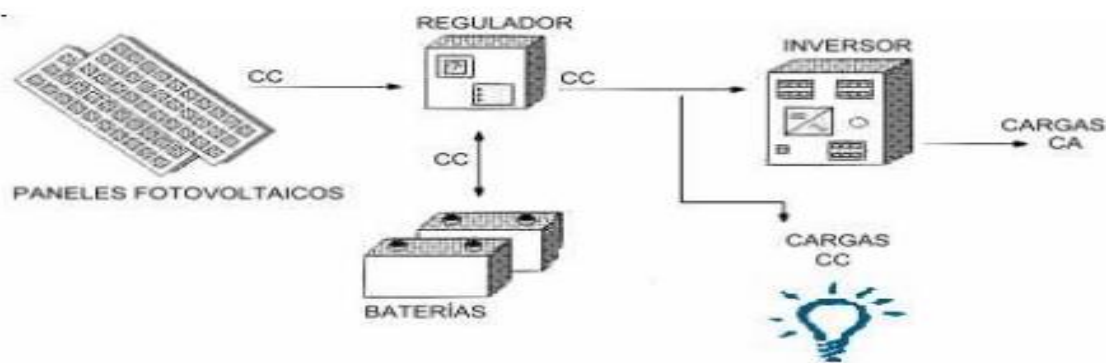 REGULADOR
INVERSOR
CC
CC
CARGAS
CA
CC
PANELES FOTOVOLTAICOS
CARGAS
CC
BATERÍAS